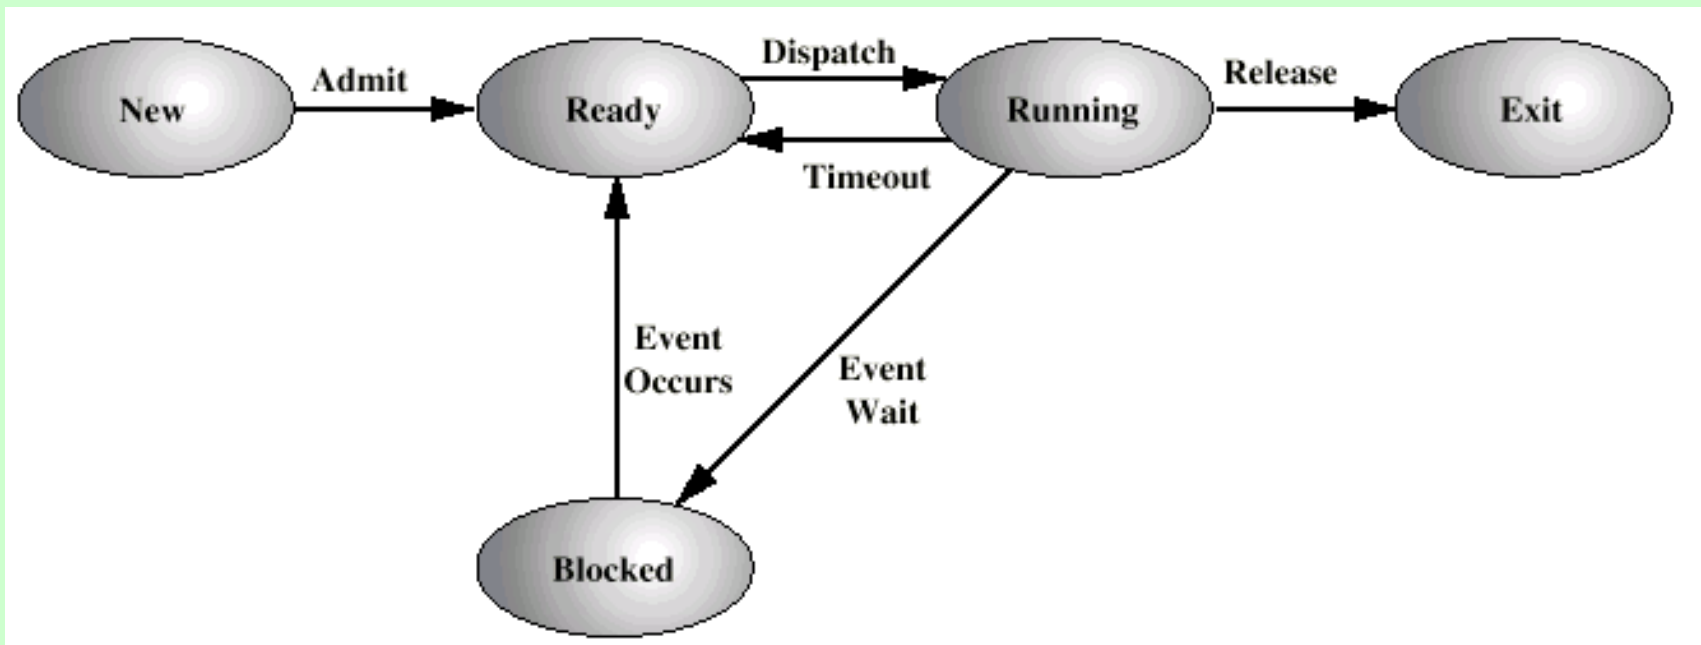 Dispatch
Admit
Release
New
Ready
Running
Exit
Timeout
Event
Occurs
Event
Wait
Blocked